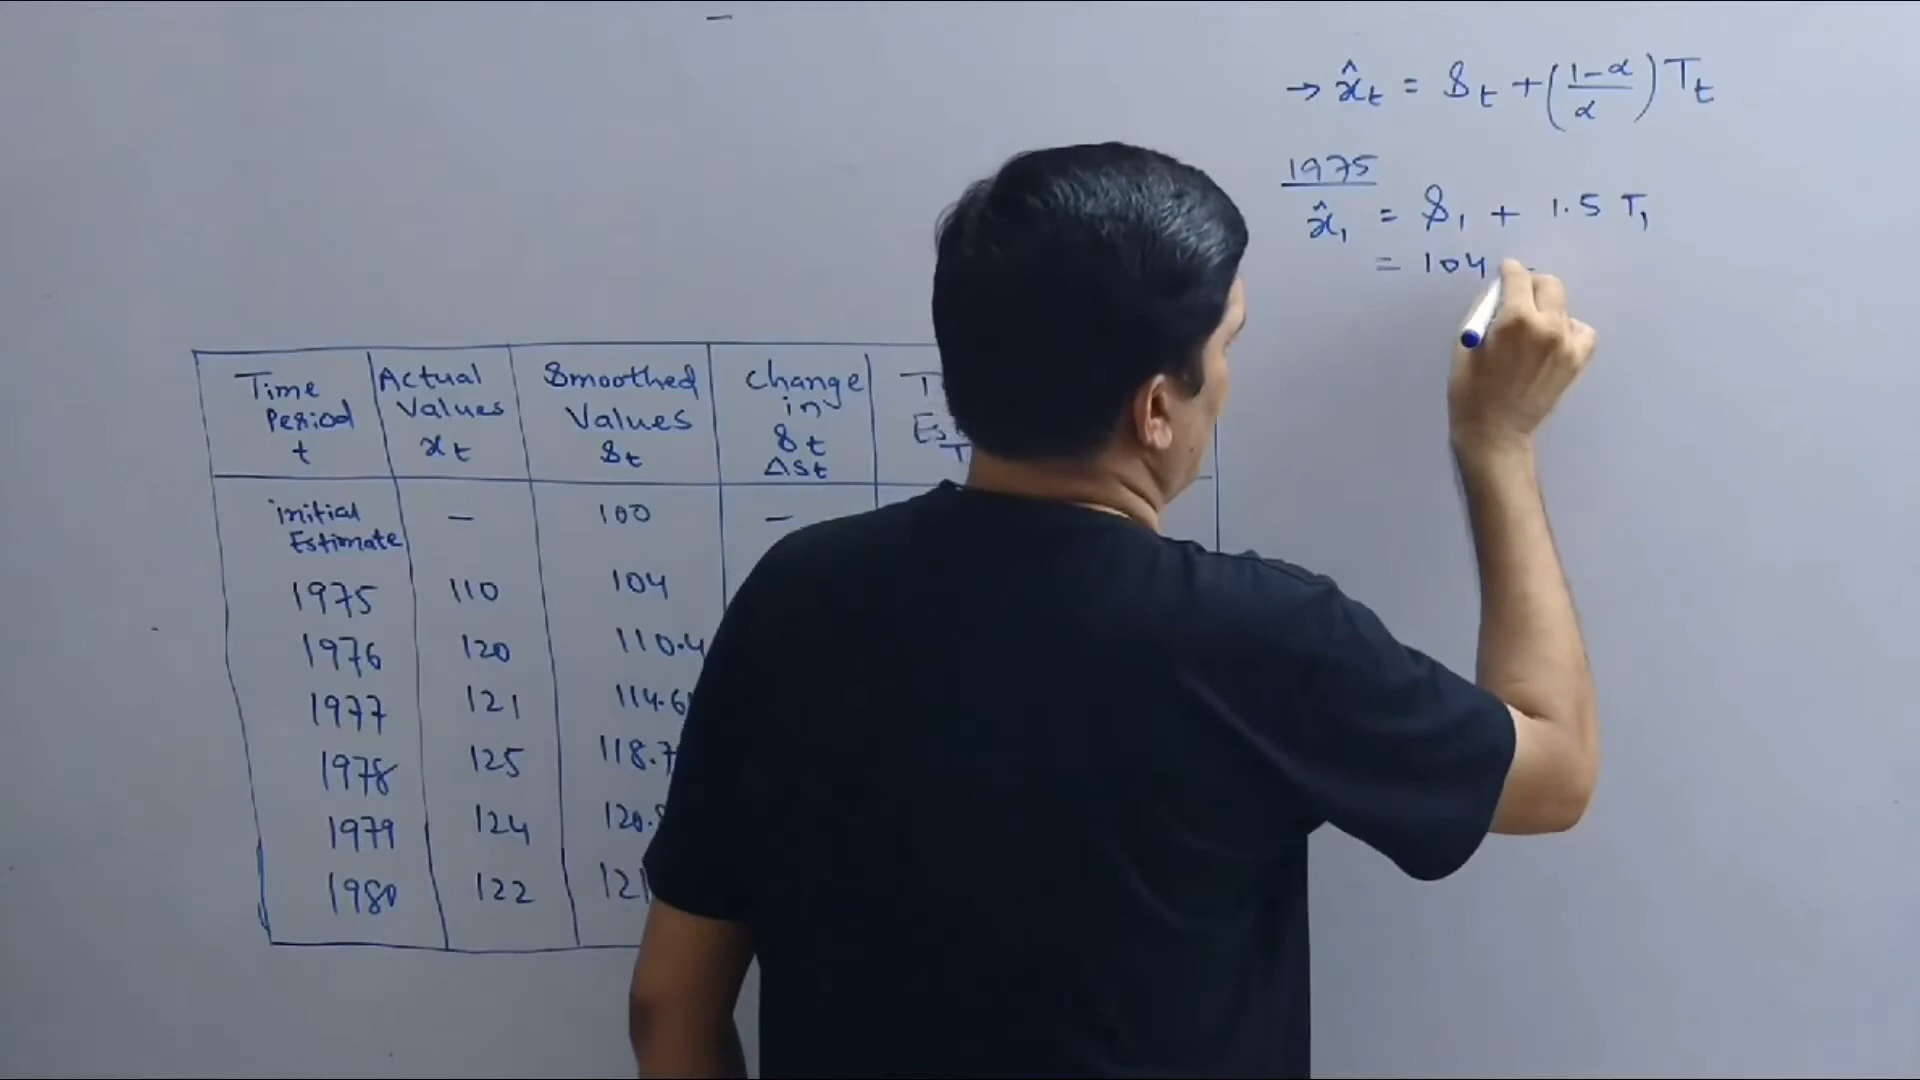 → x̂t = St + (1-α/α) Tt
1975
x̂1 = S1 + 1.5 T1
= 104
Time Period t
Actual Values xt
Smoothed Values St
Change in St ΔSt
initial Estimate — 100 —
1975 110 104
1976 120 110.4
1977 121 114.6
1978 125 118.7
1979 124 120.
1980 122 121